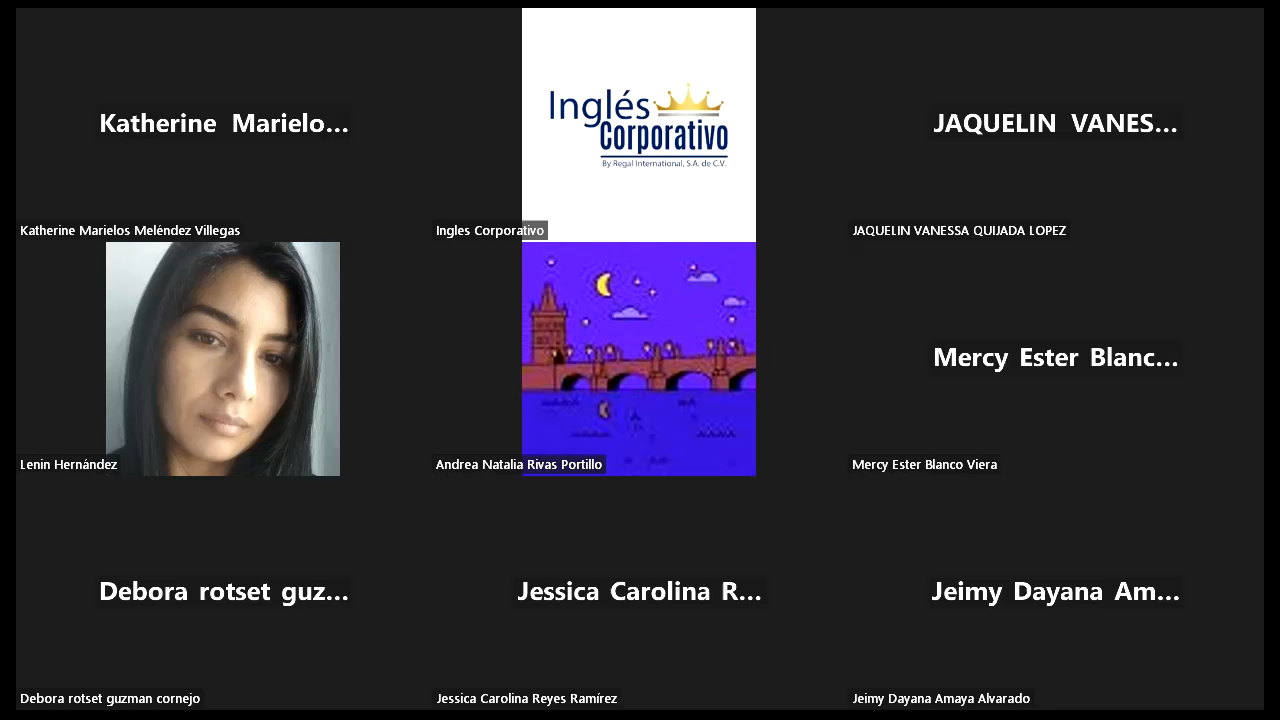 Katherine Marielo...
Inglés
Corporativo
By Regal International, S.A. de C.V.
JAQUELIN VANES...
Katherine Marielos Meléndez Villegas
Ingles Corporativo
JAQUELIN VANESSA QUIJADA LOPEZ
Mercy Ester Blanc...
Lenin Hernández
Andrea Natalia Rivas Portillo
Mercy Ester Blanco Viera
Debora rotset guz...
Jessica Carolina R...
Jeimy Dayana Am...
Debora rotset guzman cornejo
Jessica Carolina Reyes Ramírez
Jeimy Dayana Amaya Alvarado